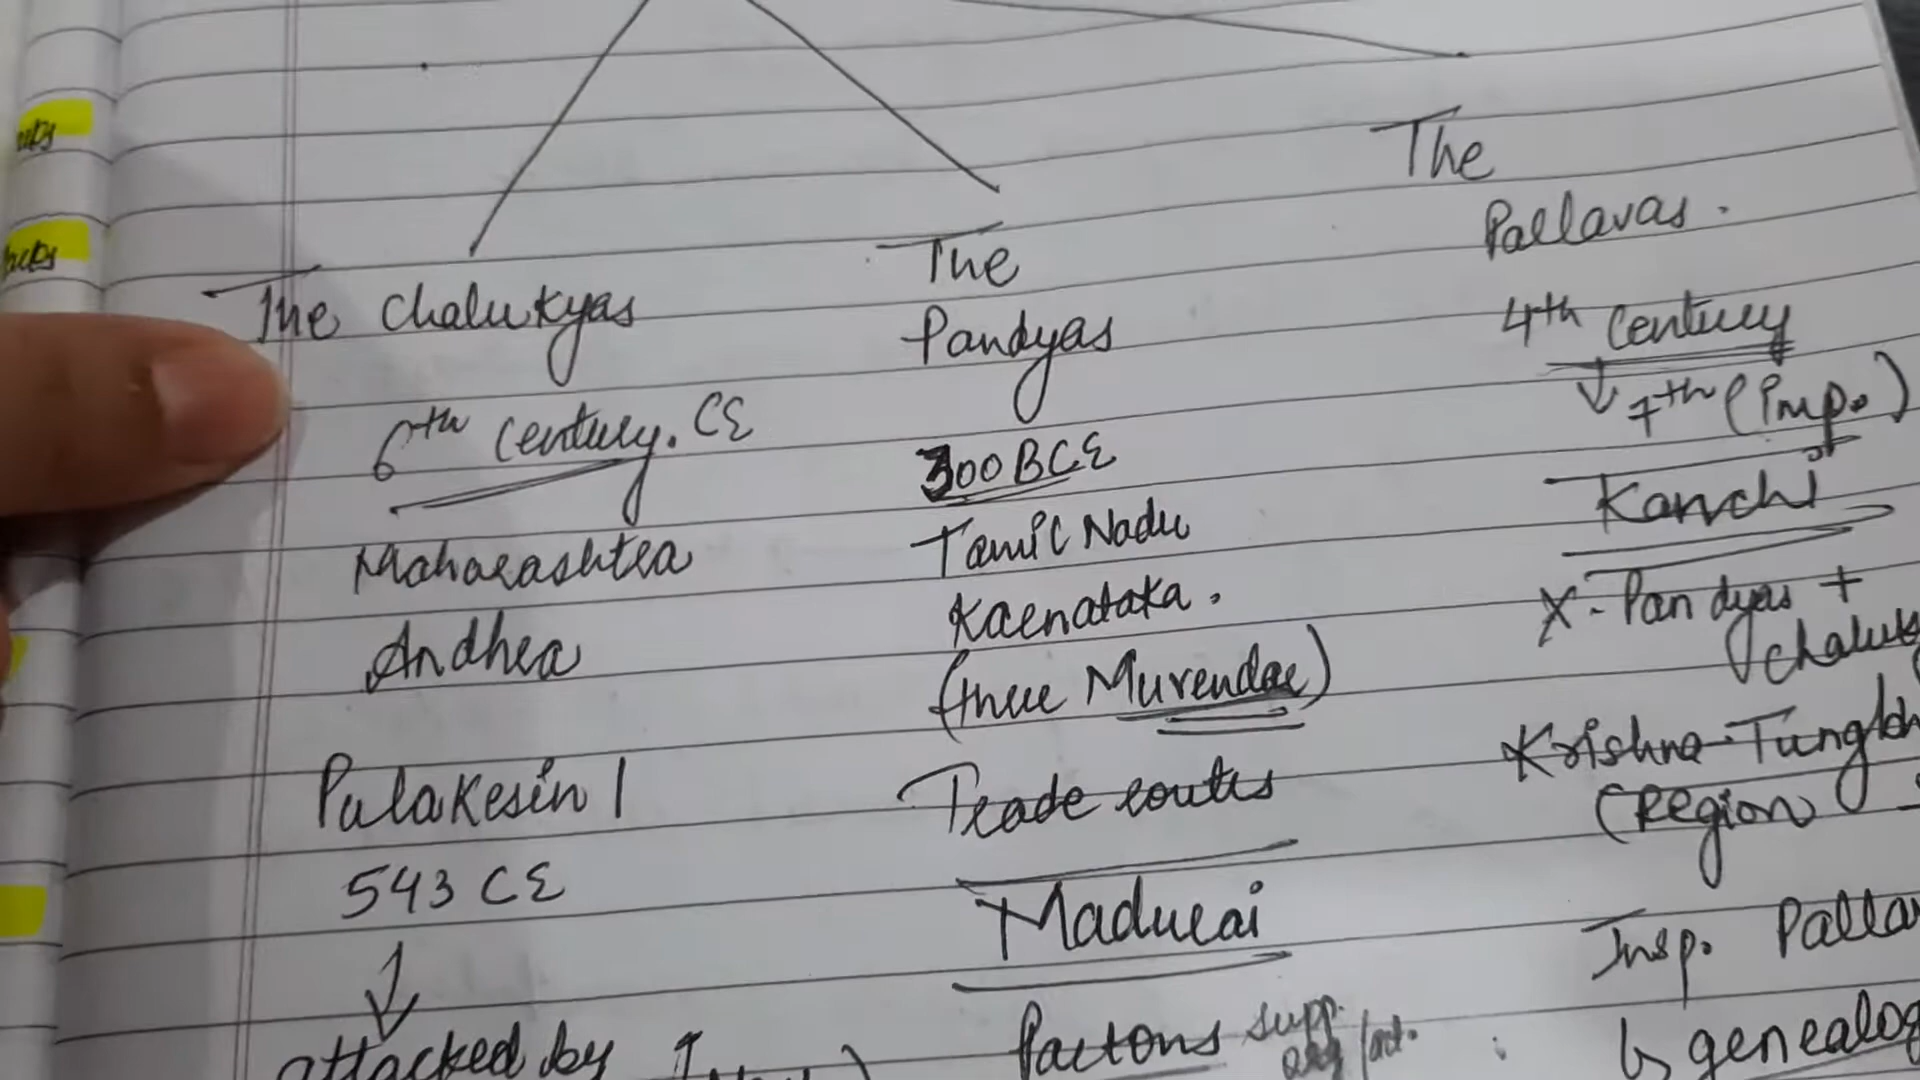 The Chalukyas
6th Century. CE
Maharashtra
Andhra
Pulakesin I
543 CE
attacked by
The
Pandyas
300 BCE
Tamil Nadu
Karnataka.
(three Murendar)
Trade routes
Madurai
Patrons supp.
The
Pallavas.
4th Century
7th (Imp.)
Kanchi
X - Pandyas +
Chaluk
Krishna-Tungbh
(Region
Insp. Palla
genealog